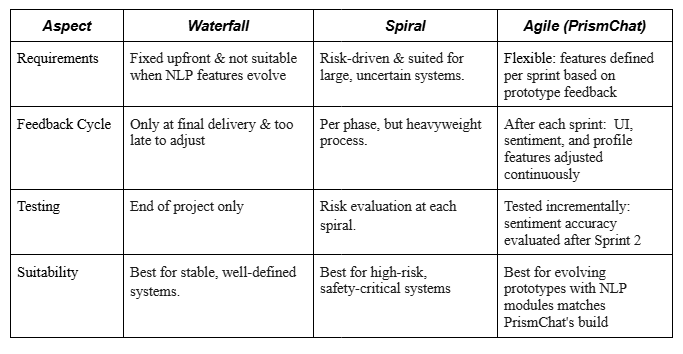 Aspect Waterfall Spiral Agile (PrismChat)
Requirements
Fixed upfront & not suitable
when NLP features evolve
Risk-driven & suited for
large, uncertain systems.
Flexible: features defined
per sprint based on
prototype feedback
Feedback Cycle
Only at final delivery & too
late to adjust
Per phase, but heavyweight
process.
After each sprint:  UI,
sentiment, and profile
features adjusted
continuously
Testing
End of project only
Risk evaluation at each
spiral.
Tested incrementally:
sentiment accuracy
evaluated after Sprint 2
Suitability
Best for stable, well-defined
systems.
Best for high-risk,
safety-critical systems
Best for evolving
prototypes with NLP
modules matches
PrismChat's build